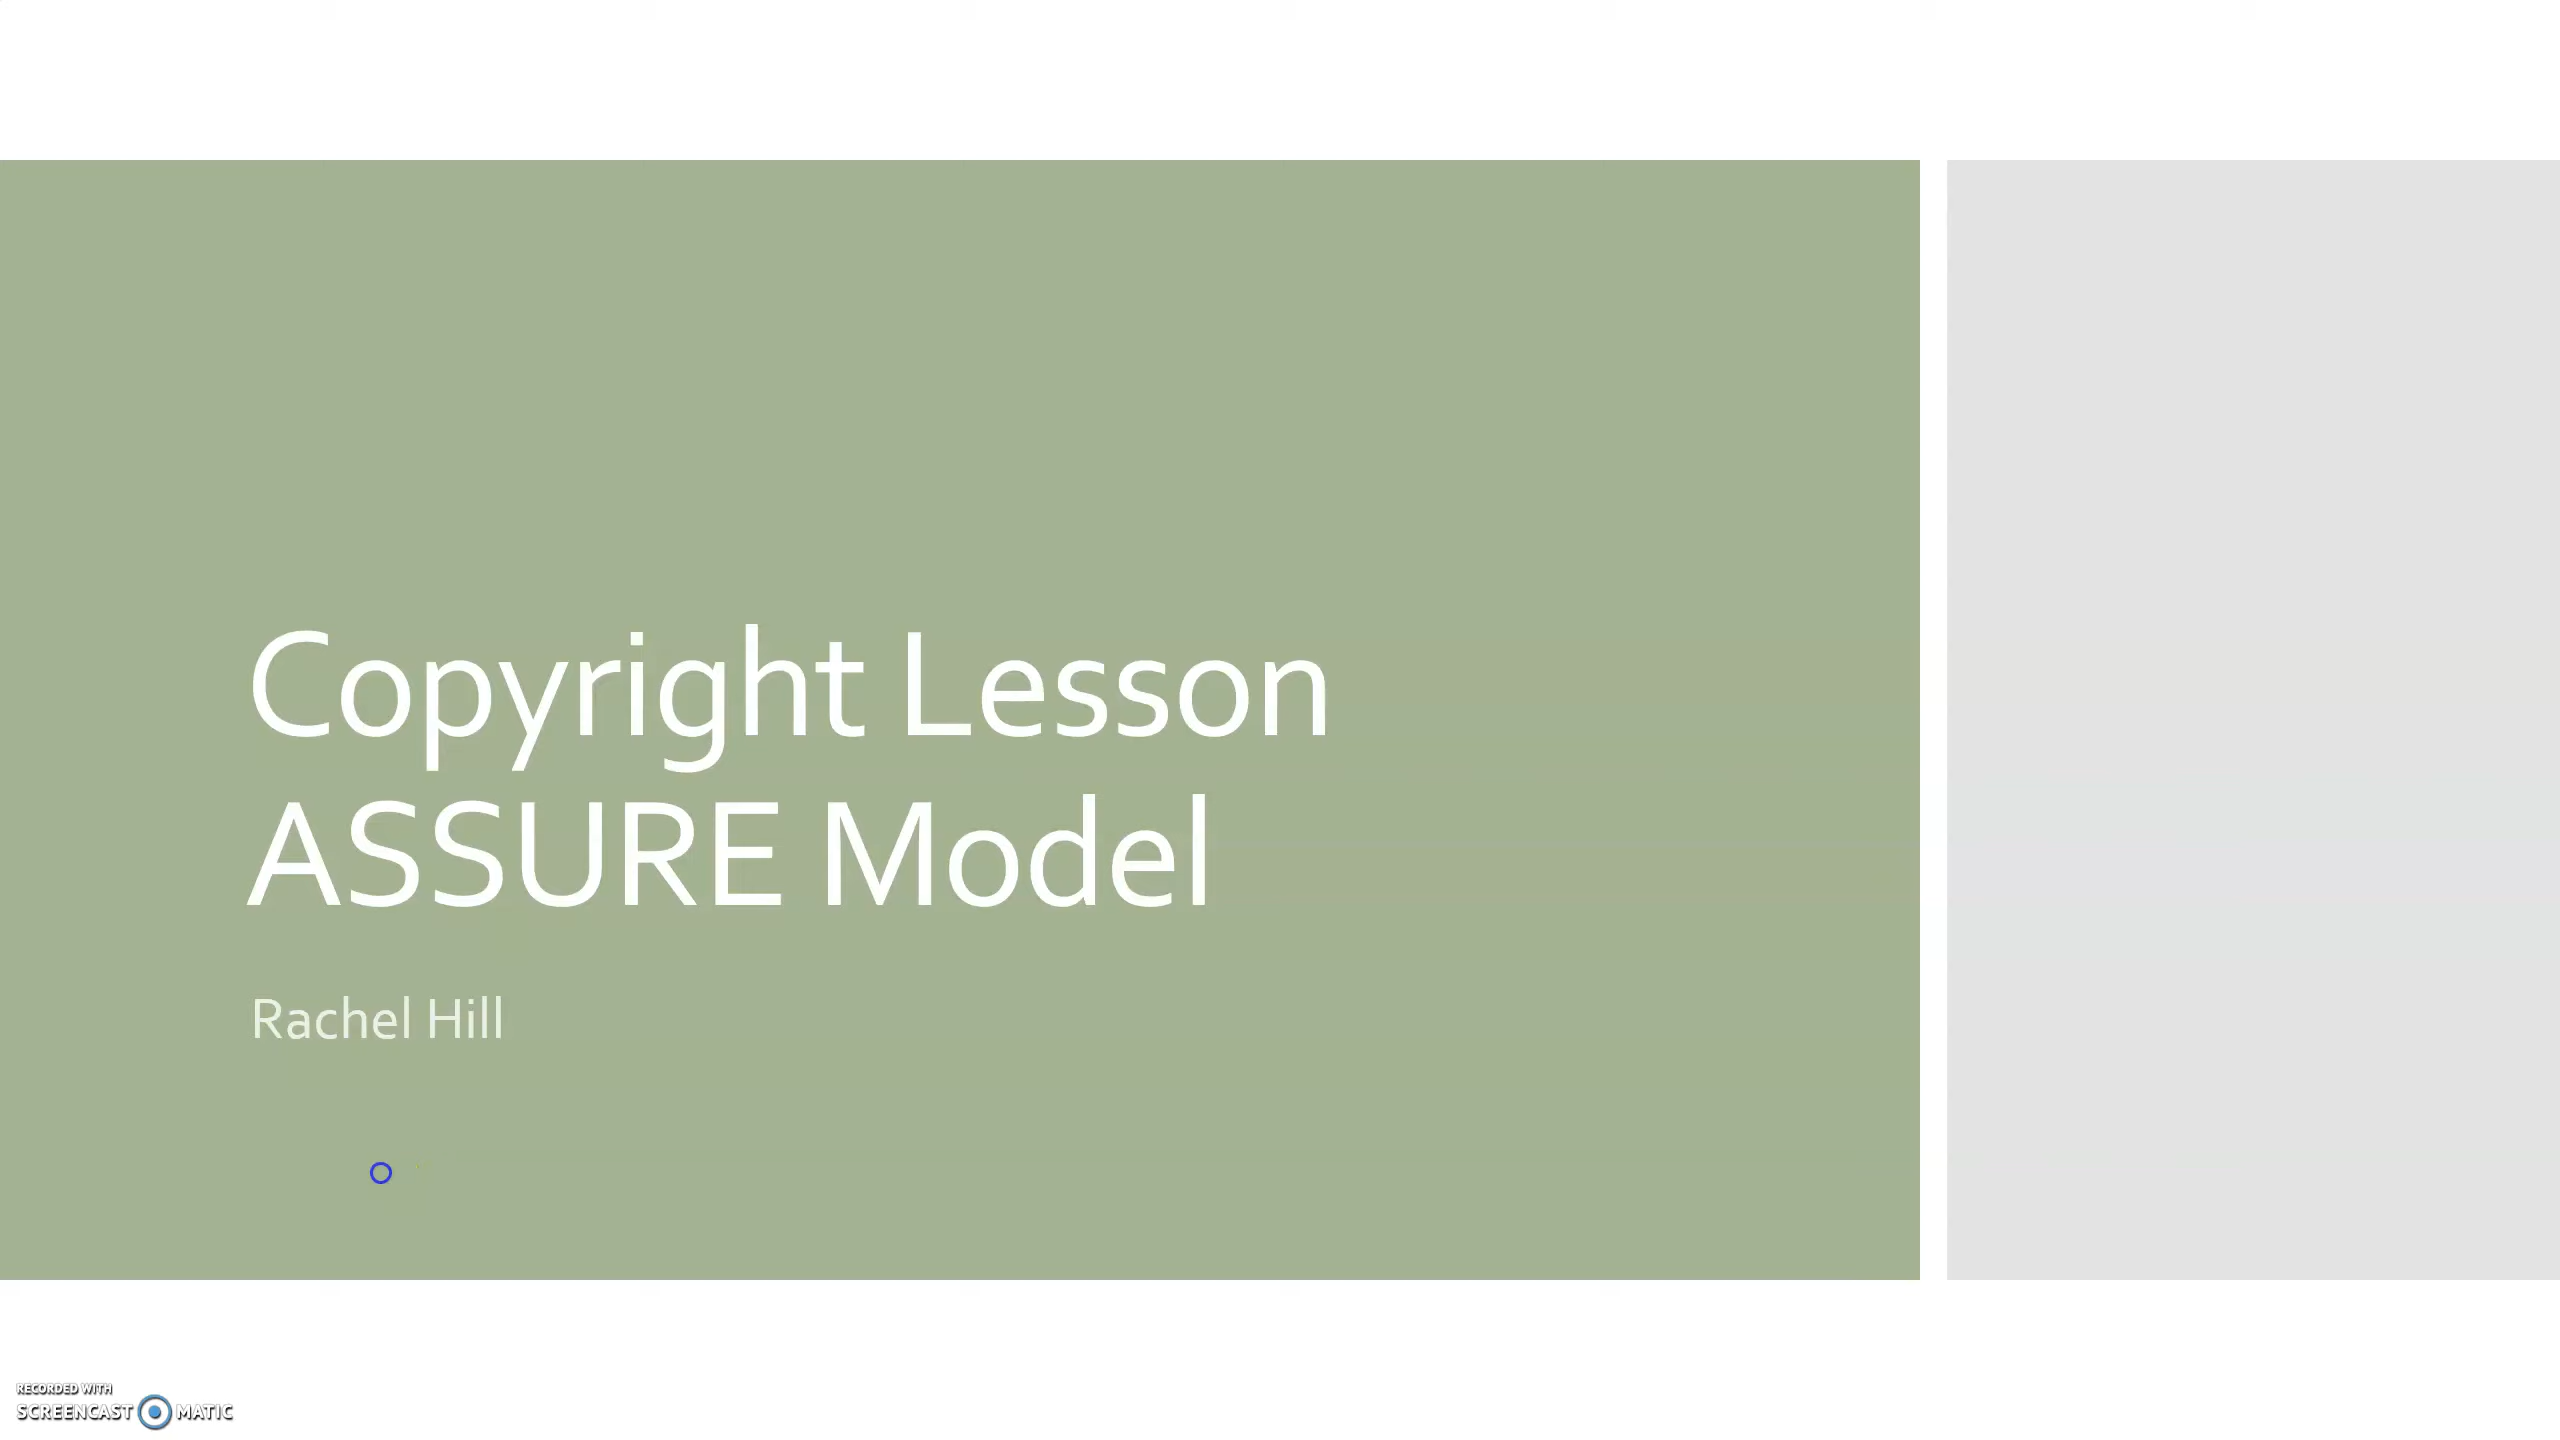 Copyright Lesson
ASSURE Model
Rachel Hill
RECORDED WITH
SCREENCAST MATIC